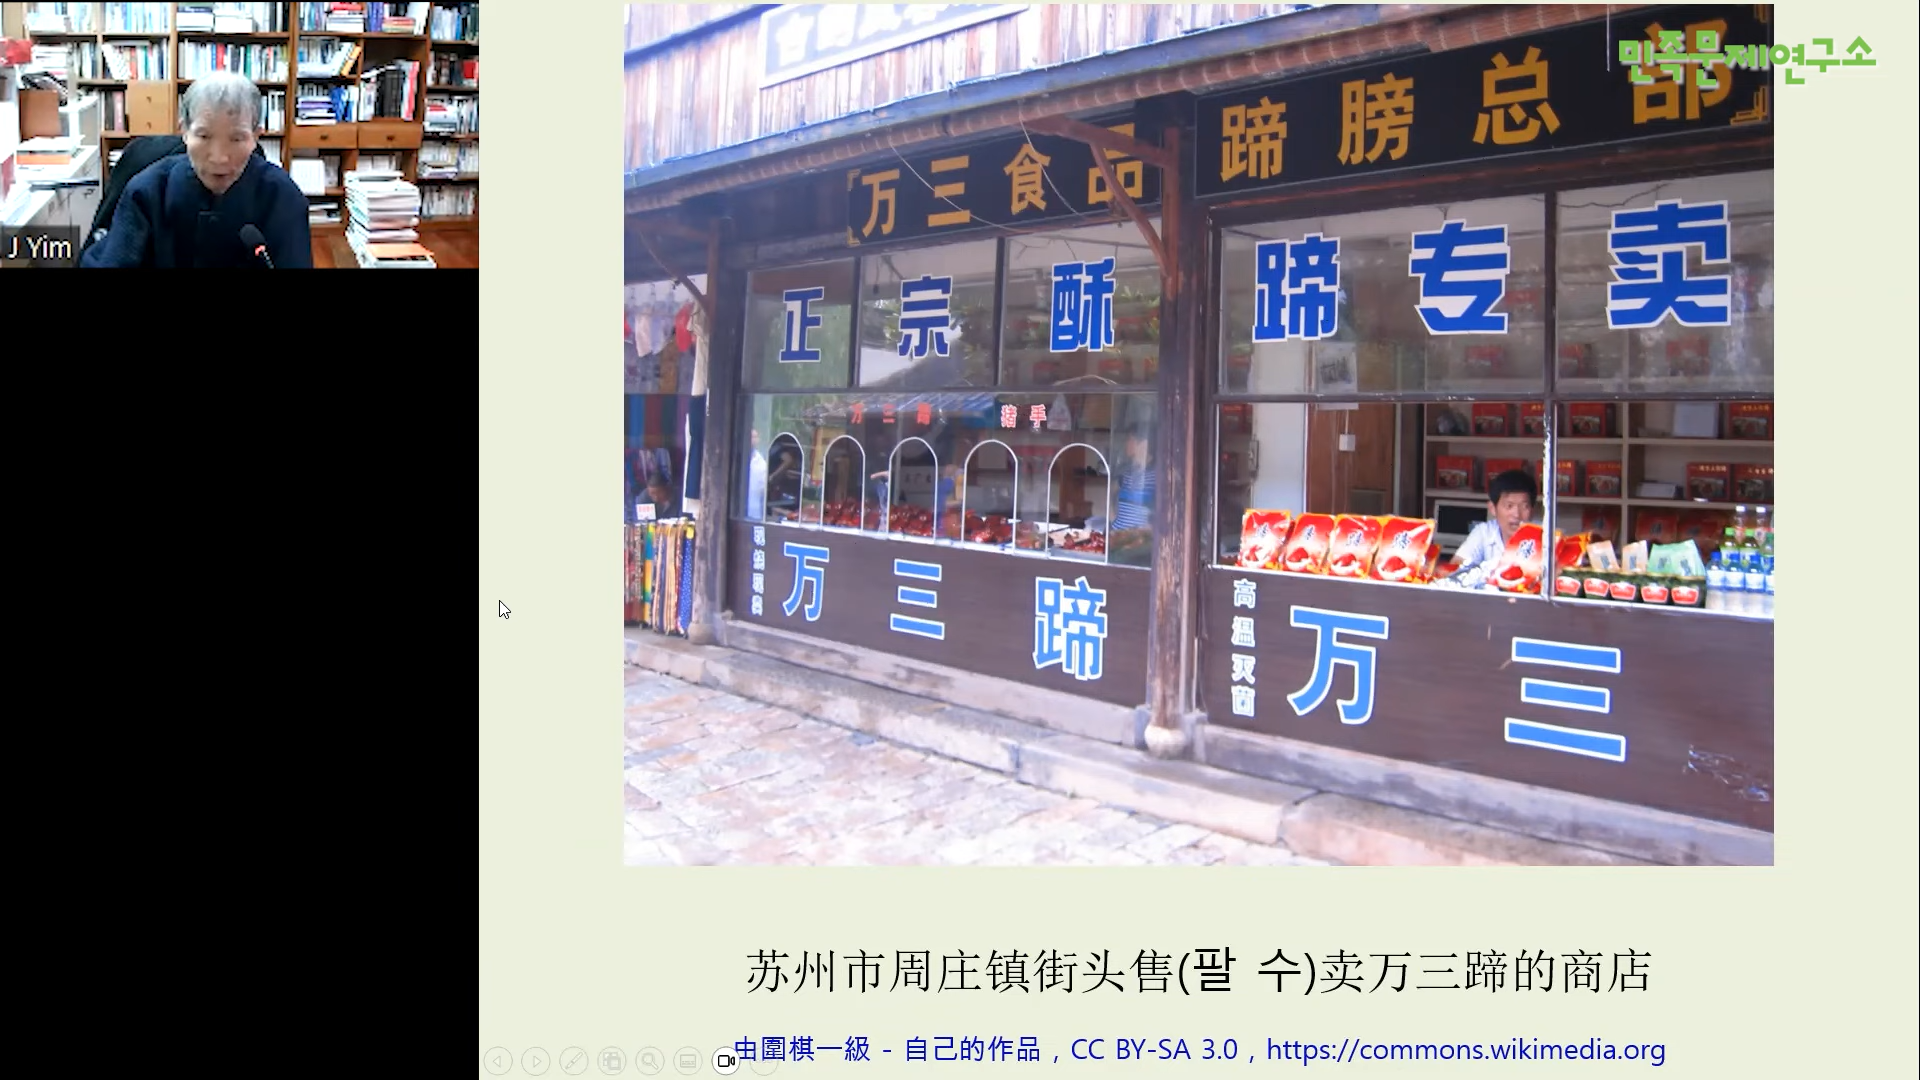 J Yim
민족문제연구소
万三食品
蹄膀总部
正宗酥
蹄专卖
万三蹄
猪手
万三蹄
高温灭菌
万三
苏州市周庄镇街头售(팔 수)卖万三蹄的商店
由圍棋一級 - 自己的作品，CC BY-SA 3.0，https://commons.wikimedia.org